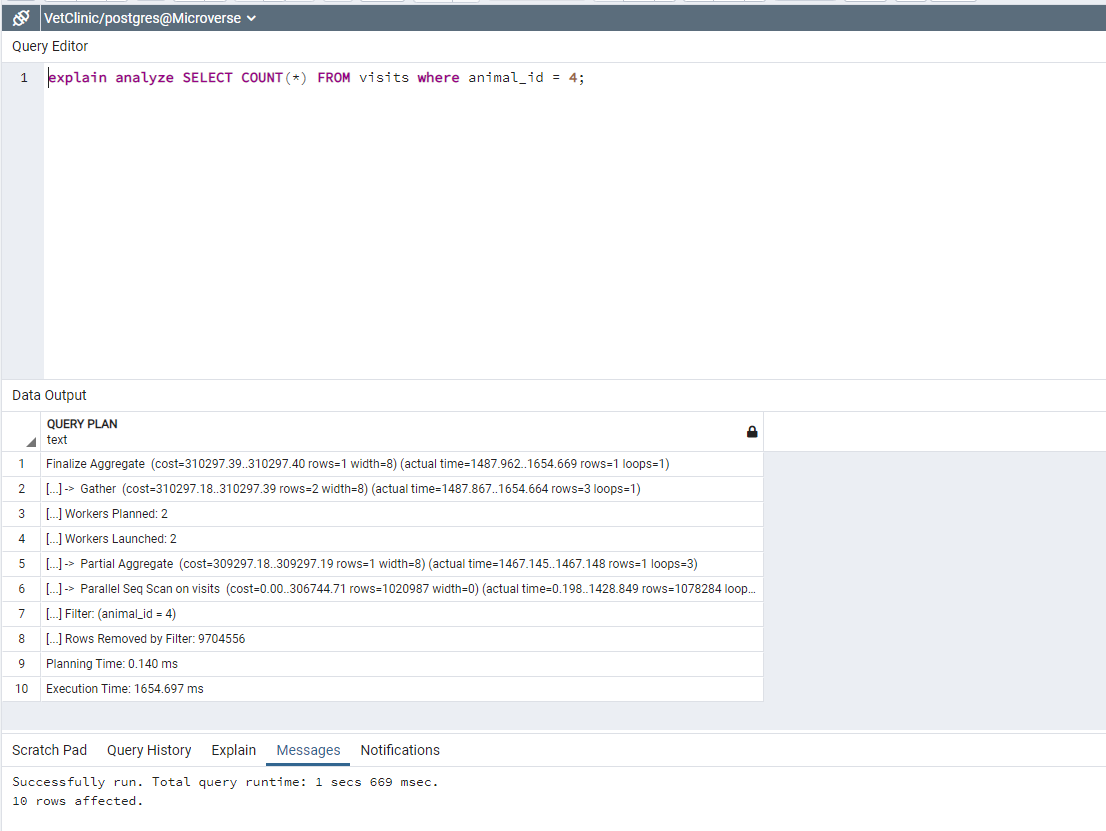 VetClinic/postgres@Microverse
Query Editor
1 explain analyze SELECT COUNT(*) FROM visits where animal_id = 4;
Data Output
QUERY PLAN
text
1 Finalize Aggregate (cost=310297.39..310297.40 rows=1 width=8) (actual time=1487.962..1654.669 rows=1 loops=1)
2 [...] -> Gather (cost=310297.18..310297.39 rows=2 width=8) (actual time=1487.867..1654.664 rows=3 loops=1)
3 [...] Workers Planned: 2
4 [...] Workers Launched: 2
5 [...] -> Partial Aggregate (cost=309297.18..309297.19 rows=1 width=8) (actual time=1467.145..1467.148 rows=1 loops=3)
6 [...] -> Parallel Seq Scan on visits (cost=0.00..306744.71 rows=1020987 width=0) (actual time=0.198..1428.849 rows=1078284 loop...
7 [...] Filter: (animal_id = 4)
8 [...] Rows Removed by Filter: 9704556
9 Planning Time: 0.140 ms
10 Execution Time: 1654.697 ms
Scratch Pad Query History Explain Messages Notifications
Successfully run. Total query runtime: 1 secs 669 msec.
10 rows affected.